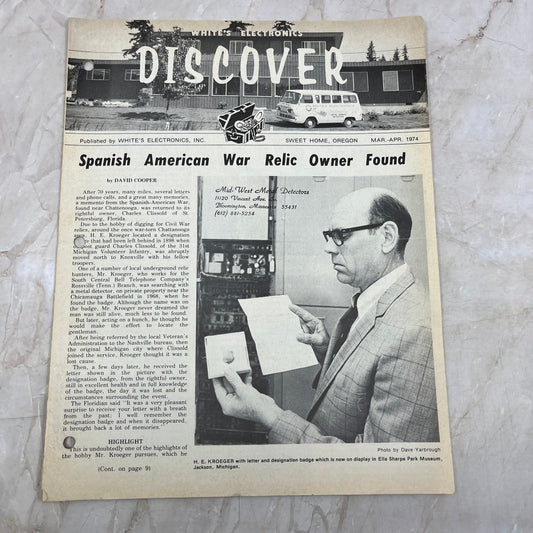 WHITE'S ELECTRONICS
DISCOVER
Published by WHITE'S ELECTRONICS, INC.
SWEET HOME, OREGON
MAR.-APR. 1974
Spanish American War Relic Owner Found
by DAVID COOPER
After 70 years, many miles, several letters
and phone calls, and a great many memories,
a memento from the Spanish-American War,
found near Chattanooga, was returned to its
rightful owner, Charles Clissold of St.
Petersburg, Florida.
Due to the hobby of digging for Civil War
relics, around the once war-torn Chattanooga
area, H. E. Kroeger located a designation
that had been left behind in 1898 when
guard Charles Clissold, of the 31st
Michigan Volunteer Infantry, was abruptly
moved north to Knoxville with his fellow
troopers.
One of a number of local underground relic
hunters, Mr. Kroeger, who works for the
South Central Bell Telephone Company's
Rossville (Tenn.) Branch, was searching with
a metal detector, on private property near the
Chicamauga Battlefield in 1968, when he
found the badge. Although the name was on
the badge, Mr. Kroeger never dreamed the
man was still alive, much less to be found.
But later, acting on a hunch, he thought he
would make the effort to locate the
gentleman.
After being referred by the local Veteran's
Administration to the Nashville bureau, then
the original Michigan city where Clissold
joined the service, Kroeger thought it was a
lost cause.
Then, a few days later, he received the
letter shown in the picture with the
designation badge, from the rightful owner,
still in excellent health and in full knowledge
of the badge, the day it was lost and the
circumstances surrounding the event.
The Floridian said "It was a very pleasant
surprise to receive your letter with a breath
from the past; I well remember the
designation badge and when it disappeared,
it brought back a lot of memories."
HIGHLIGHT
This is undoubtedly one of the highlights of
the hobby Mr. Kroeger pursues, which he
(Cont. on page 9)
Mid-West Metal Detectors
11120 Vincent Ave. So.
Bloomington, Minnesota 55431
(612) 881-5254
Photo by Dave Yarbrough
H. E. KROEGER with letter and designation badge which is now on display in Ella Sharpe Park Museum,
Jackson, Michigan.